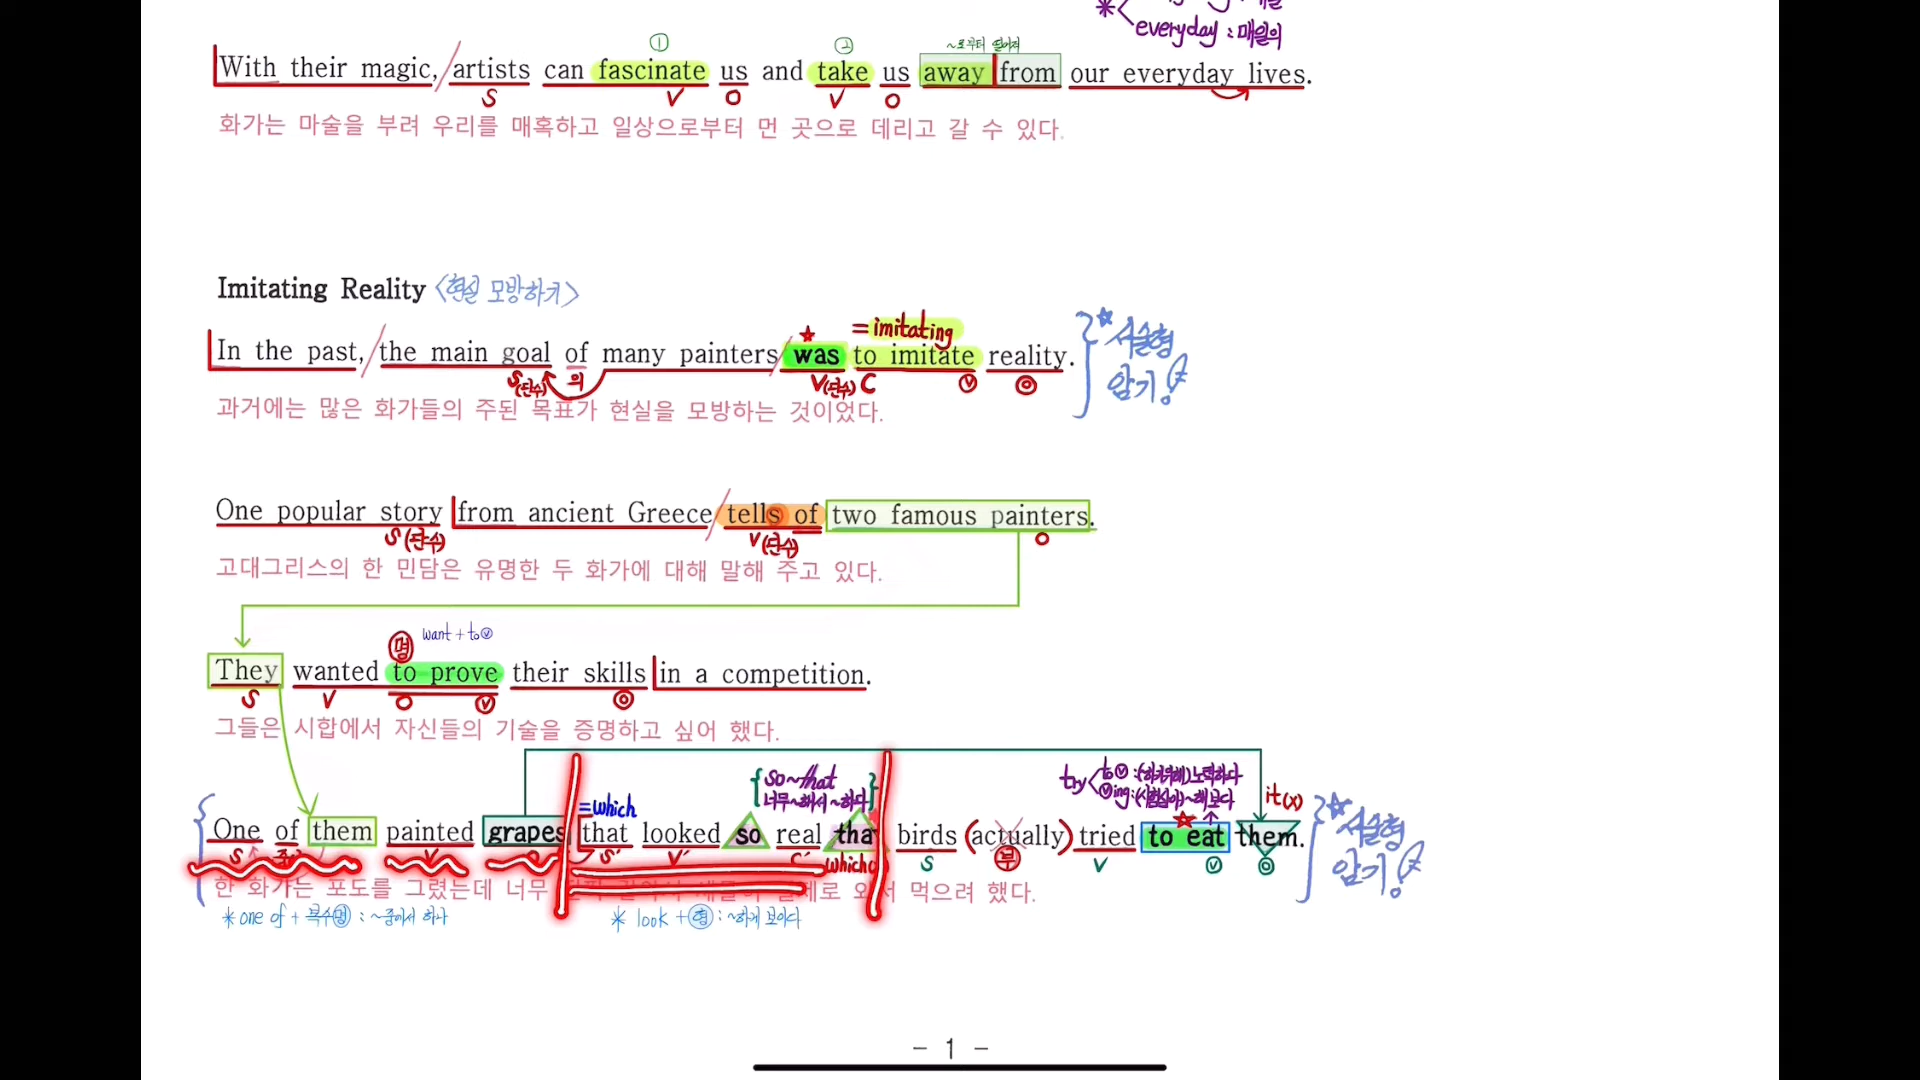 everyday : 매일의
① ② ~로부터 떨어져
With their magic, artists can fascinate us and take us away from our everyday lives.
S V O V O
화가는 마술을 부려 우리를 매혹하고 일상으로부터 먼 곳으로 데리고 갈 수 있다.
Imitating Reality <현실 모방하기>
= imitating
In the past, the main goal of many painters was to imitate reality.
S(단수) 의 V(단수) C ⓥ ⓞ
서술형
암기!
과거에는 많은 화가들의 주된 목표가 현실을 모방하는 것이었다.
One popular story from ancient Greece tells of two famous painters.
S(단수) V(단수) O
고대그리스의 한 민담은 유명한 두 화가에 대해 말해 주고 있다.
명 want + to ⓥ
They wanted to prove their skills in a competition.
S V O ⓥ ⓞ
그들은 시합에서 자신들의 기술을 증명하고 싶어 했다.
so~that
너무~해서 ~하다
try to ⓥ : (하기위해) 노력하다
ⓥing : (시험삼아) ~해보다
=which it(x)
One of them painted grapes that looked so real tha birds (actually) tried to eat them.
S V S' V' C' which S 부 V ⓥ ⓞ
서술형
암기!
한 화가는 포도를 그렸는데 너무 먹으려 했다.
* one of + 복수명 : ~중에서 하나 * look + 형 : ~하게 보이다
- 1 -